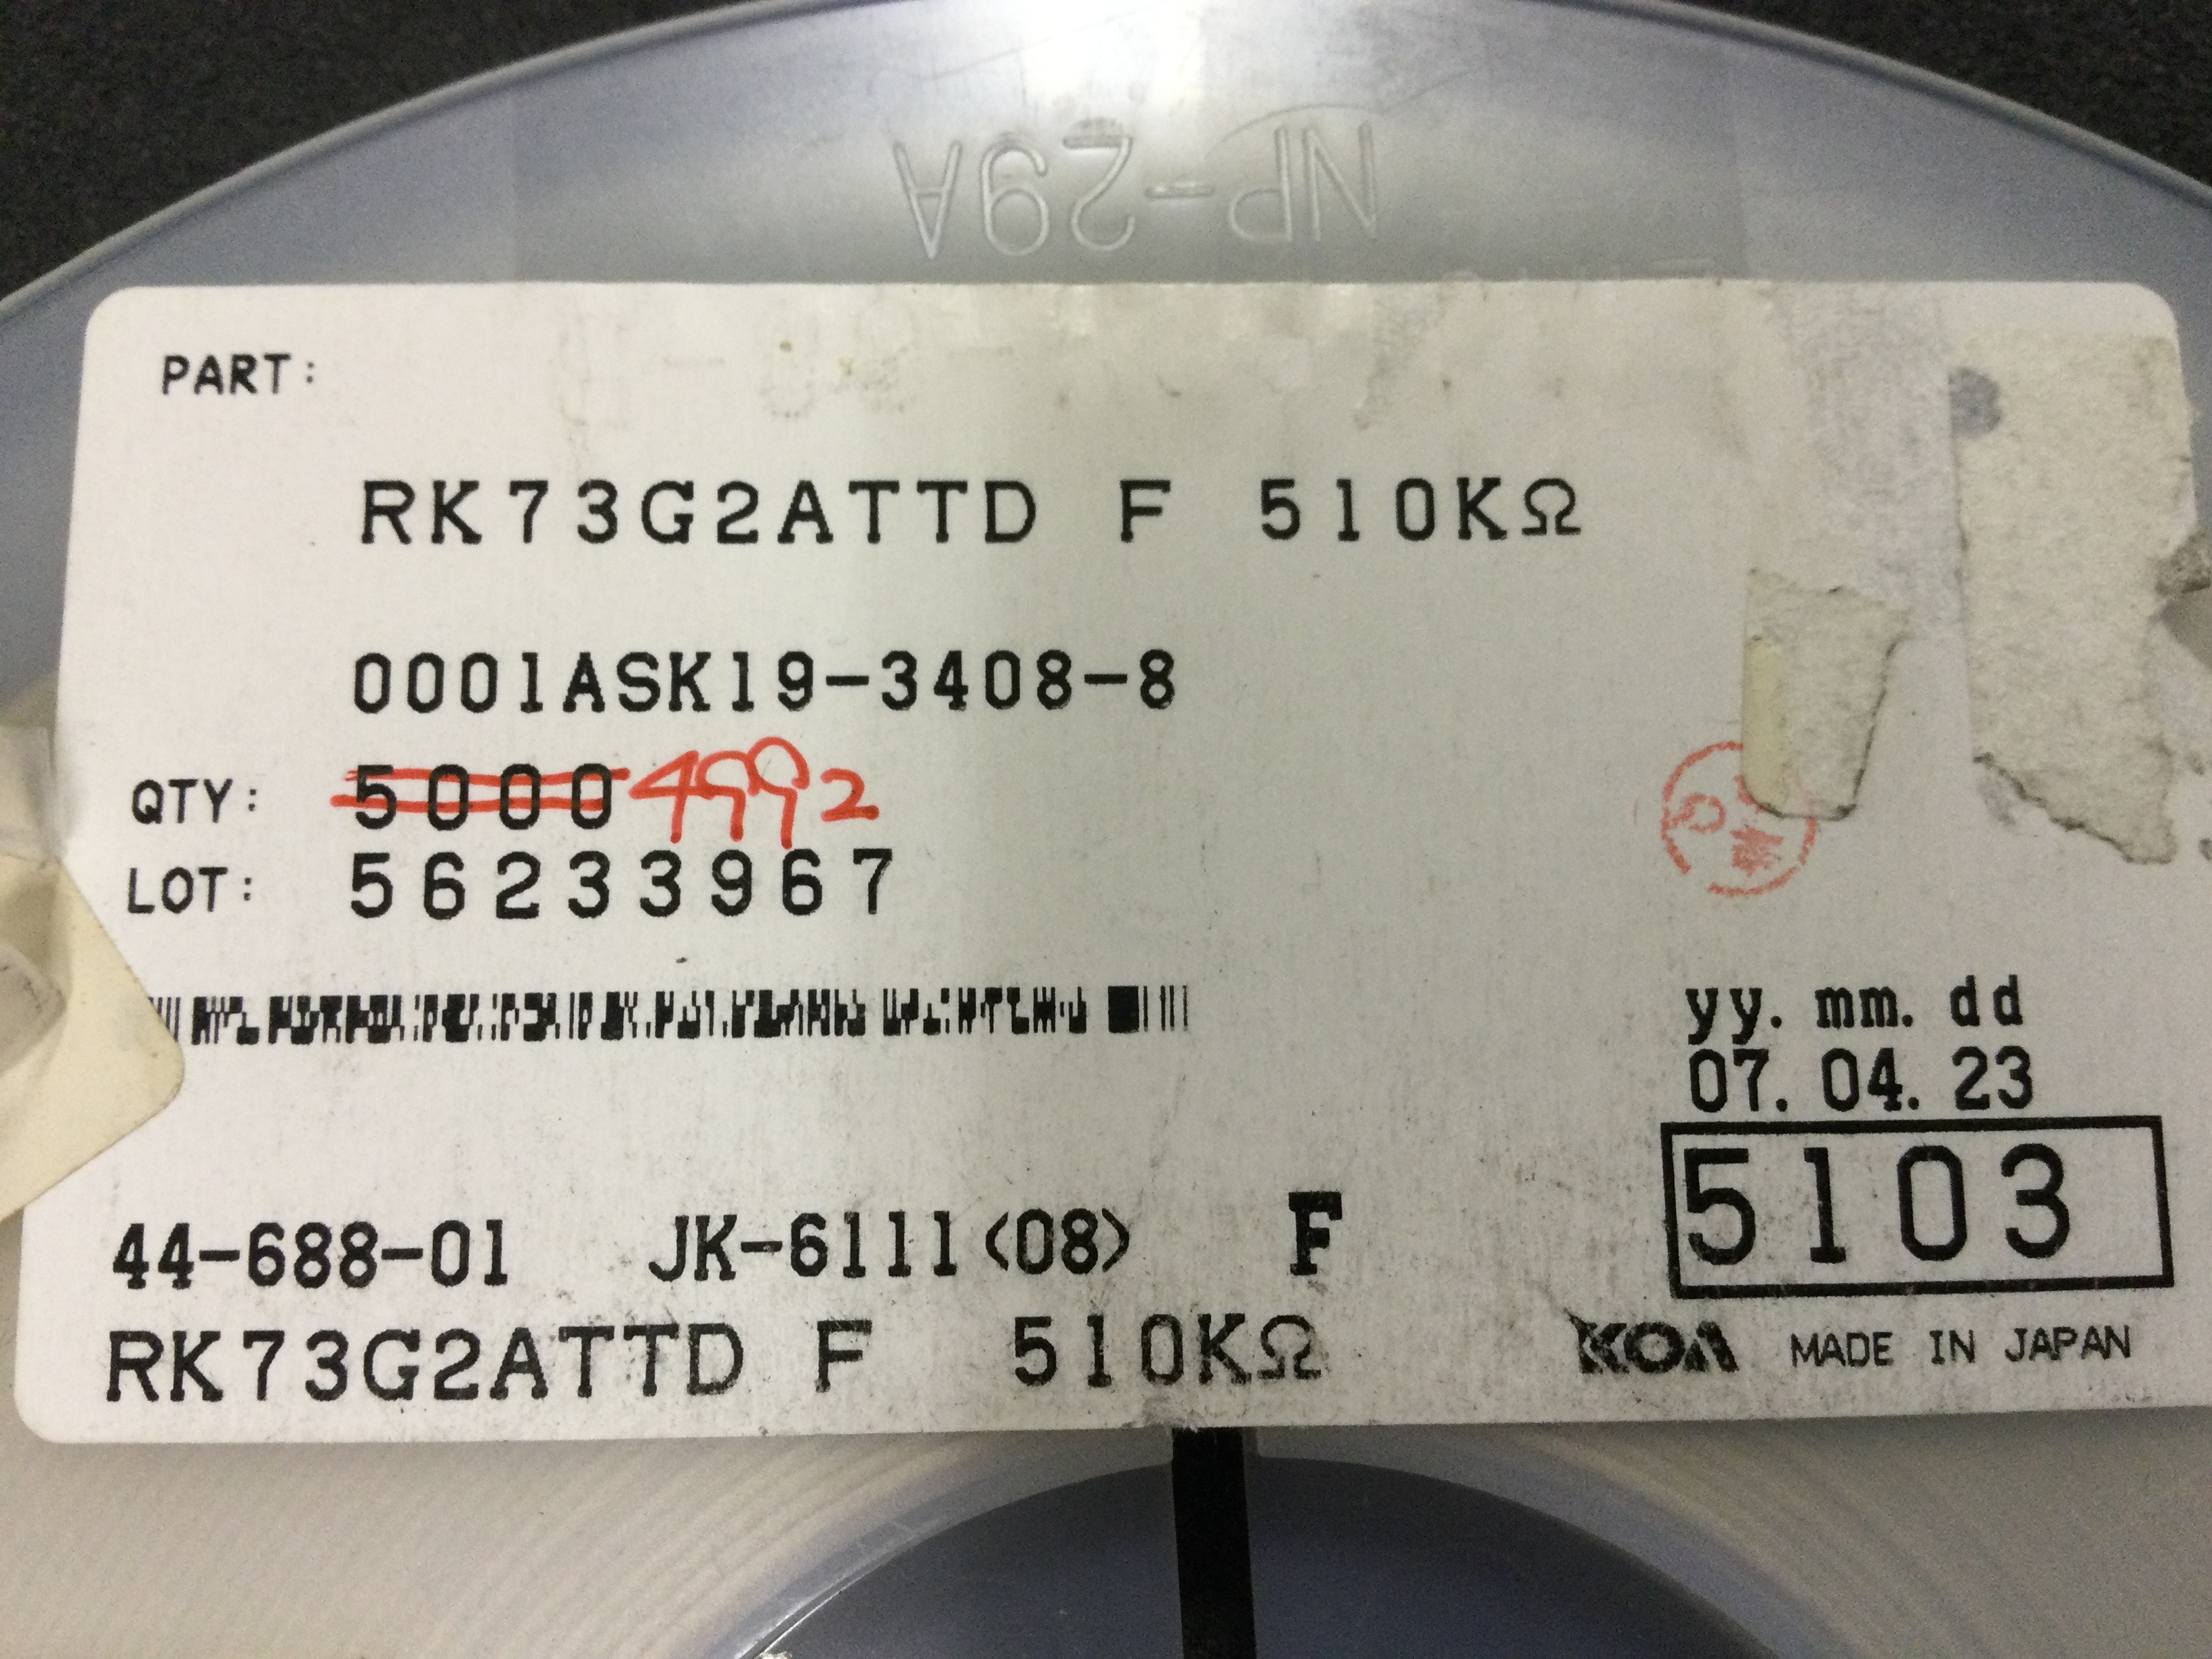 NP-29A
PART:
RK73G2ATTD F 510KΩ
0001ASK19-3408-8
QTY: 5000 4992
LOT: 56233967
yy. mm. dd
07. 04. 23
5103
44-688-01 JK-6111<08> F
RK73G2ATTD F 510KΩ
KOA MADE IN JAPAN